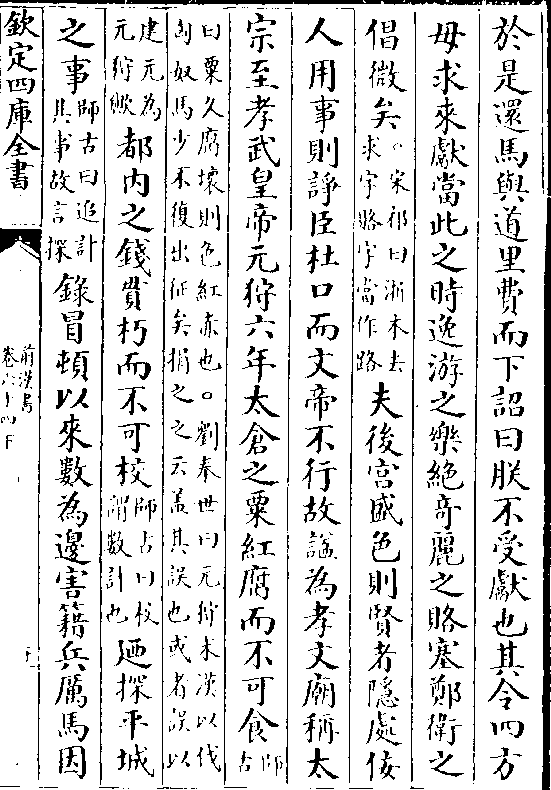 於是還馬與道里費而下詔曰朕不受獻也其令四方
毋求來獻當此之時逸游之樂絶竒麗之賂塞鄭衛之
倡微矣。宋祁曰浙本去求字賂字當作路夫後宫盛色則賢者隱處佞
人用事則諍臣杜口而文帝不行故諡為孝文廟稱太
宗至孝武皇帝元狩六年太倉之粟紅腐而不可食師古
曰粟久腐壞則色紅赤也。劉奉世曰元狩末漢以伐匈奴馬少不復出征矣捐之之云葢其誤也或者誤以
建元為元狩歟都内之錢貫朽而不可校師古曰校謂數計也廼探平城
之事師古曰追計其事故言探錄冒頓以來數為邊害籍兵厲馬因
欽定四庫全書
前漢書
卷六十四下